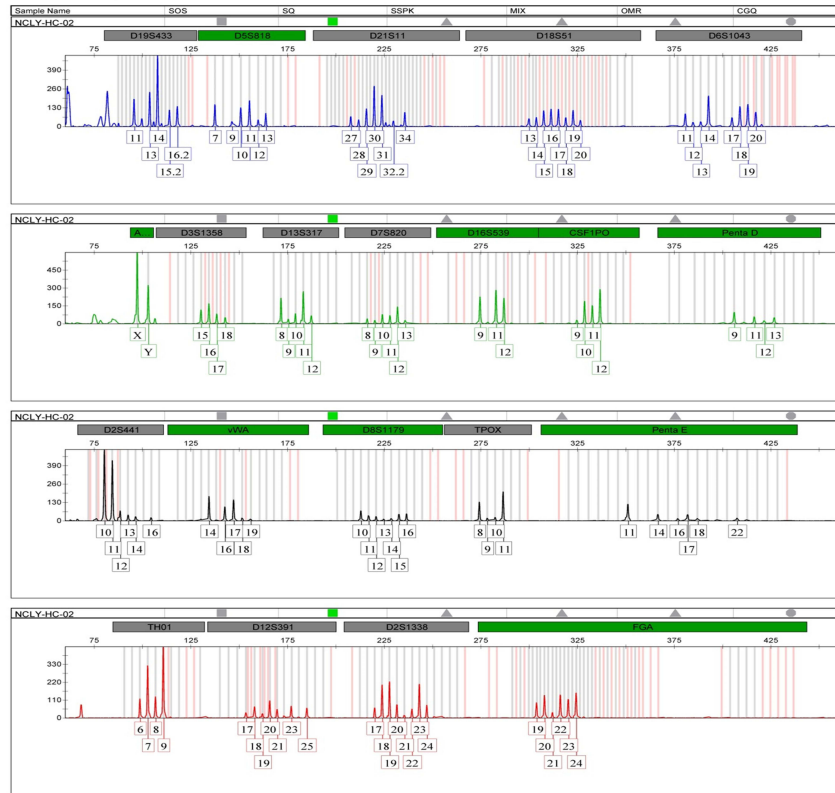 Sample Name SOS SQ SSPK MIX OMR CGQ
NCLY-HC-02
D19S433 D5S818 D21S11 D18S51 D6S1043
75 175 225 275 325 375 425
390
260
130
0
11 14 7 9 11 13 27 30 34 13 16 19 11 14 17 20
13 16.2 10 12 28 31 14 17 20 12 18
15.2 29 32.2 15 18 13 19
NCLY-HC-02
A... D3S1358 D13S317 D7S820 D16S539 CSF1PO Penta D
75 175 225 275 325 375 425
450
300
150
0
X 15 18 8 10 8 10 13 9 11 9 11 9 11 13
Y 16 9 11 9 11 12 10 12 12
17 12 12
NCLY-HC-02
D2S441 vWA D8S1179 TPOX Penta E
75 175 225 275 325 375 425
390
260
130
0
10 13 16 14 17 19 10 13 16 8 10 11 14 16 18 22
11 14 16 18 11 14 9 11 17
12 12 15
NCLY-HC-02
TH01 D12S391 D2S1338 FGA
75 175 225 275 325 375 425
330
220
110
0
6 8 17 20 23 17 20 23 19 22
7 9 18 21 25 18 21 24 20 23
19 19 22 21 24